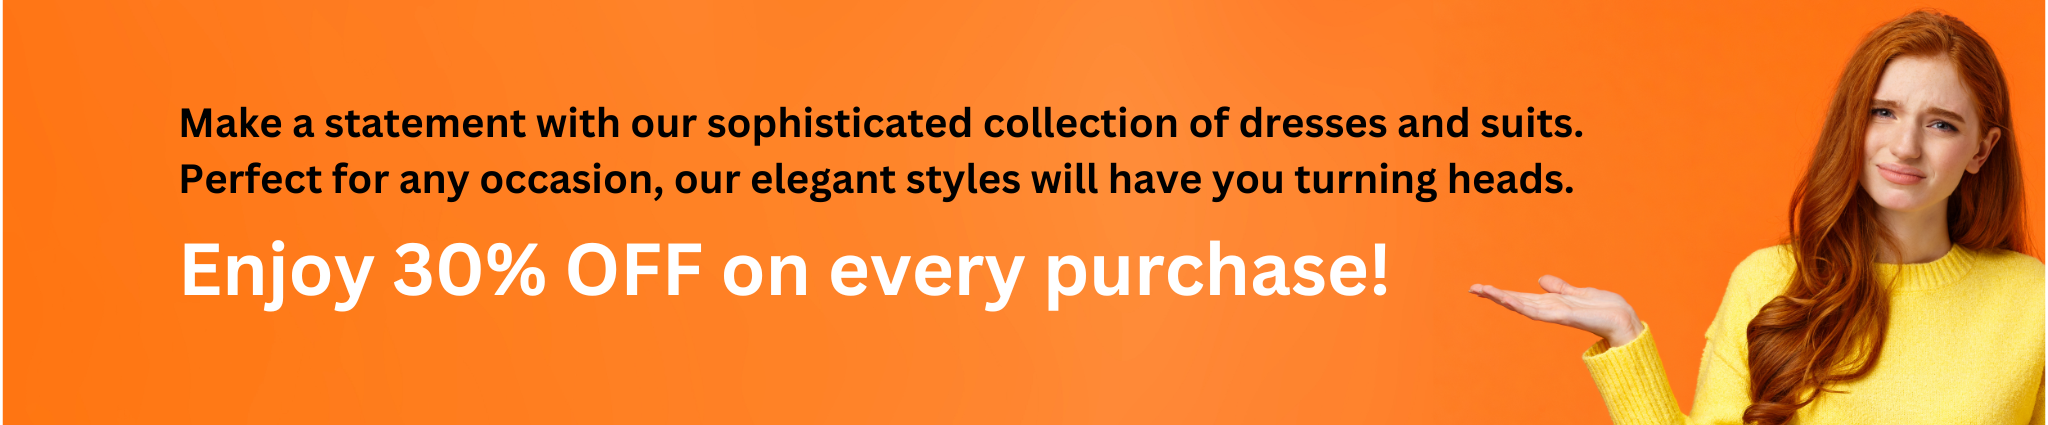 Make a statement with our sophisticated collection of dresses and suits.
Perfect for any occasion, our elegant styles will have you turning heads.
Enjoy 30% OFF on every purchase!